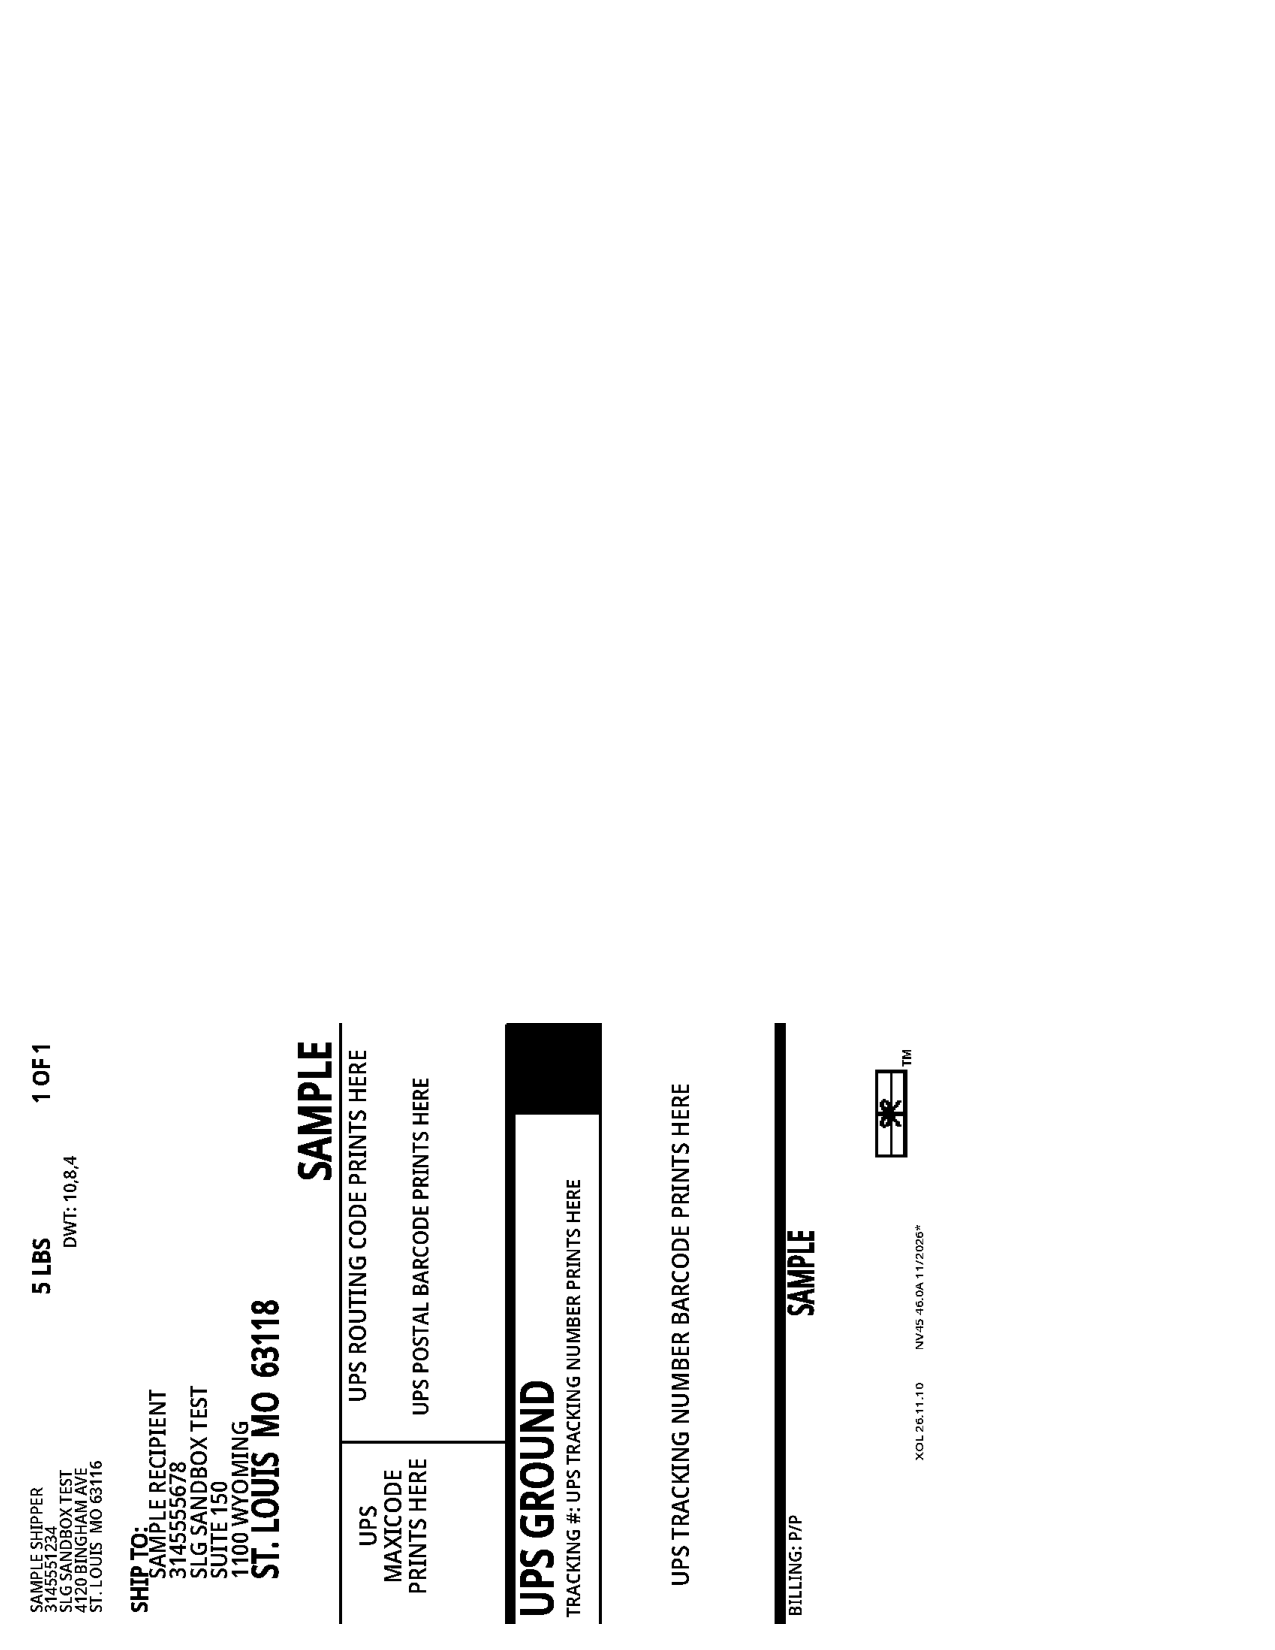 SAMPLE SHIPPER
3145551234
SLG SANDBOX TEST
4120 BINGHAM AVE
ST. LOUIS MO 63116
5 LBS
1 OF 1
DWT: 10,8,4
SHIP TO:
SAMPLE RECIPIENT
3145555678
SLG SANDBOX TEST
SUITE 150
1100 WYOMING
ST. LOUIS MO 63118
SAMPLE
UPS
MAXICODE
PRINTS HERE
UPS ROUTING CODE PRINTS HERE
UPS POSTAL BARCODE PRINTS HERE
UPS GROUND
TRACKING #: UPS TRACKING NUMBER PRINTS HERE
UPS TRACKING NUMBER BARCODE PRINTS HERE
BILLING: P/P
SAMPLE
TM
XOL 26.11.10 NV45 46.0A 11/2026*